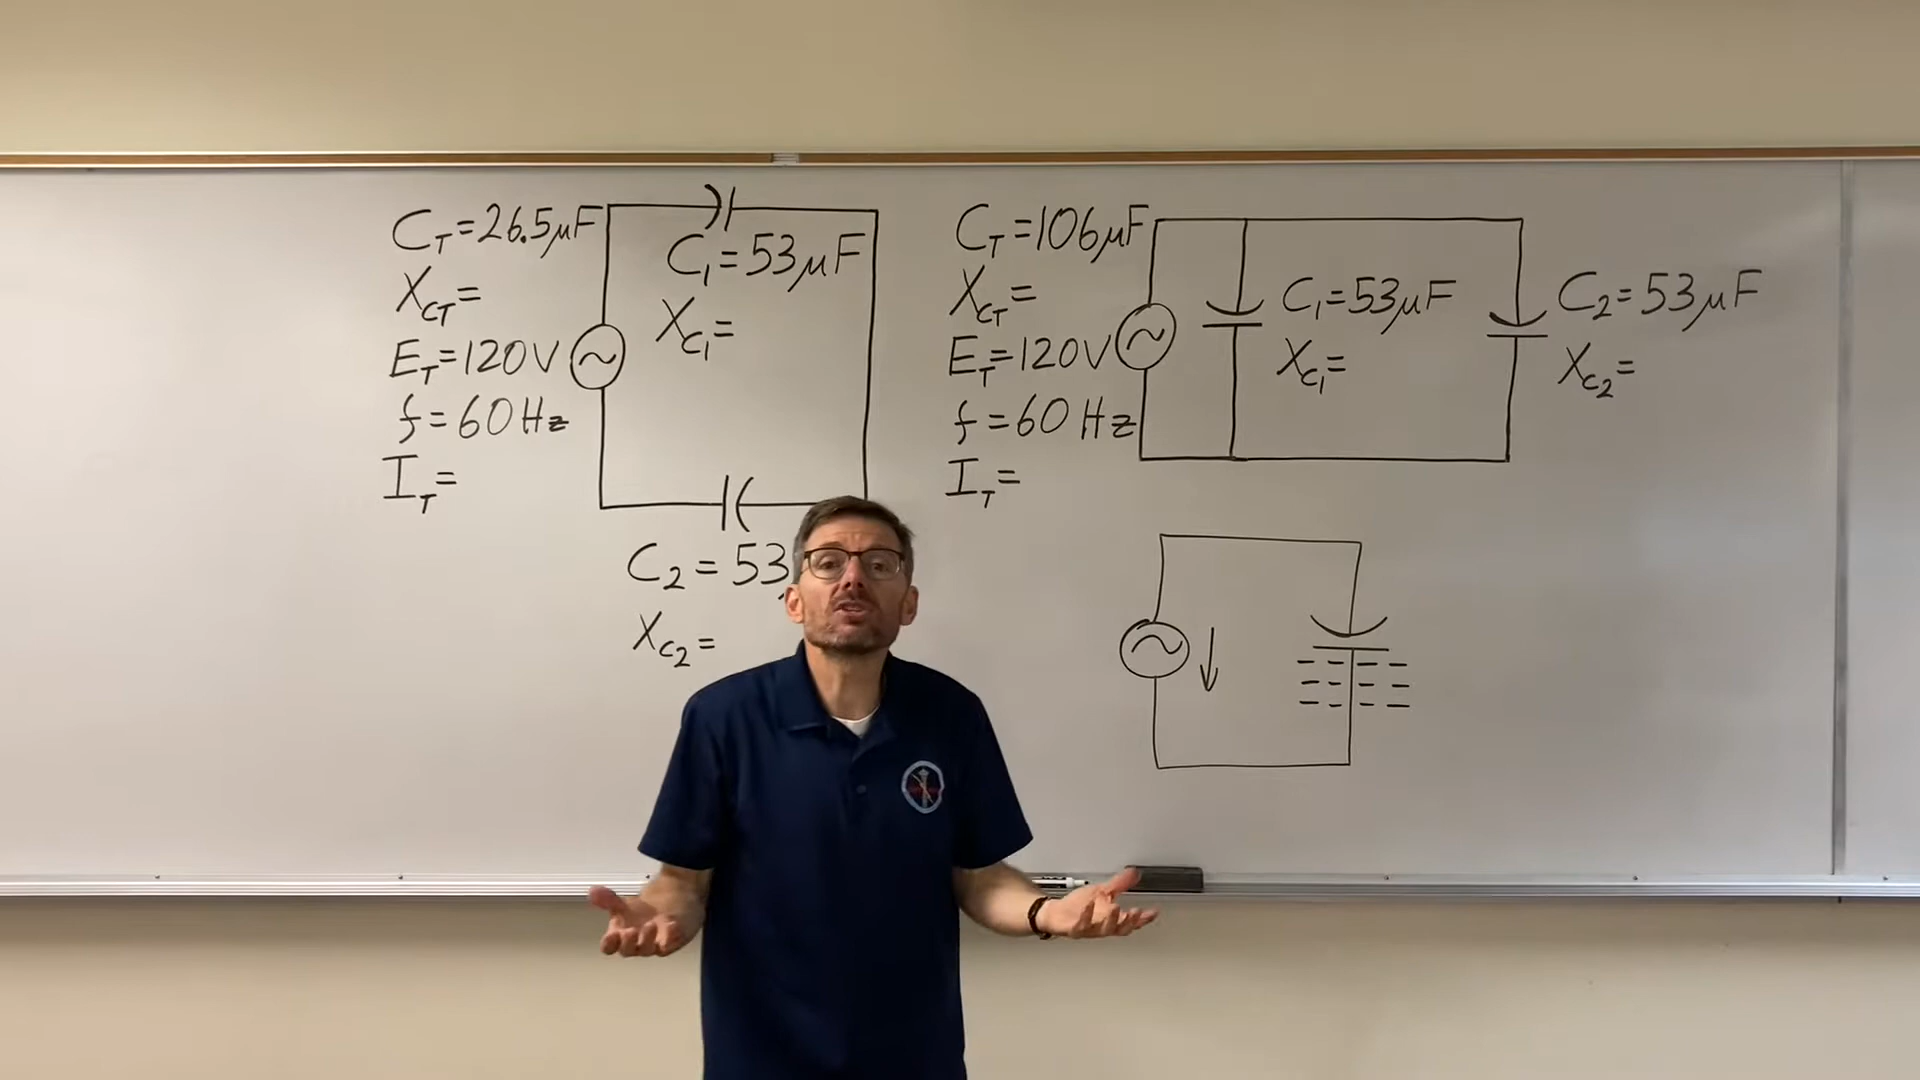 C_T=26.5μF
X_CT=
E_T=120V
f=60Hz
I_T=
C_1=53μF
X_C1=
C_2=53
X_C2=
C_T=106μF
X_CT=
E_T=120V
f=60Hz
I_T=
C_1=53μF
X_C1=
C_2=53μF
X_C2=